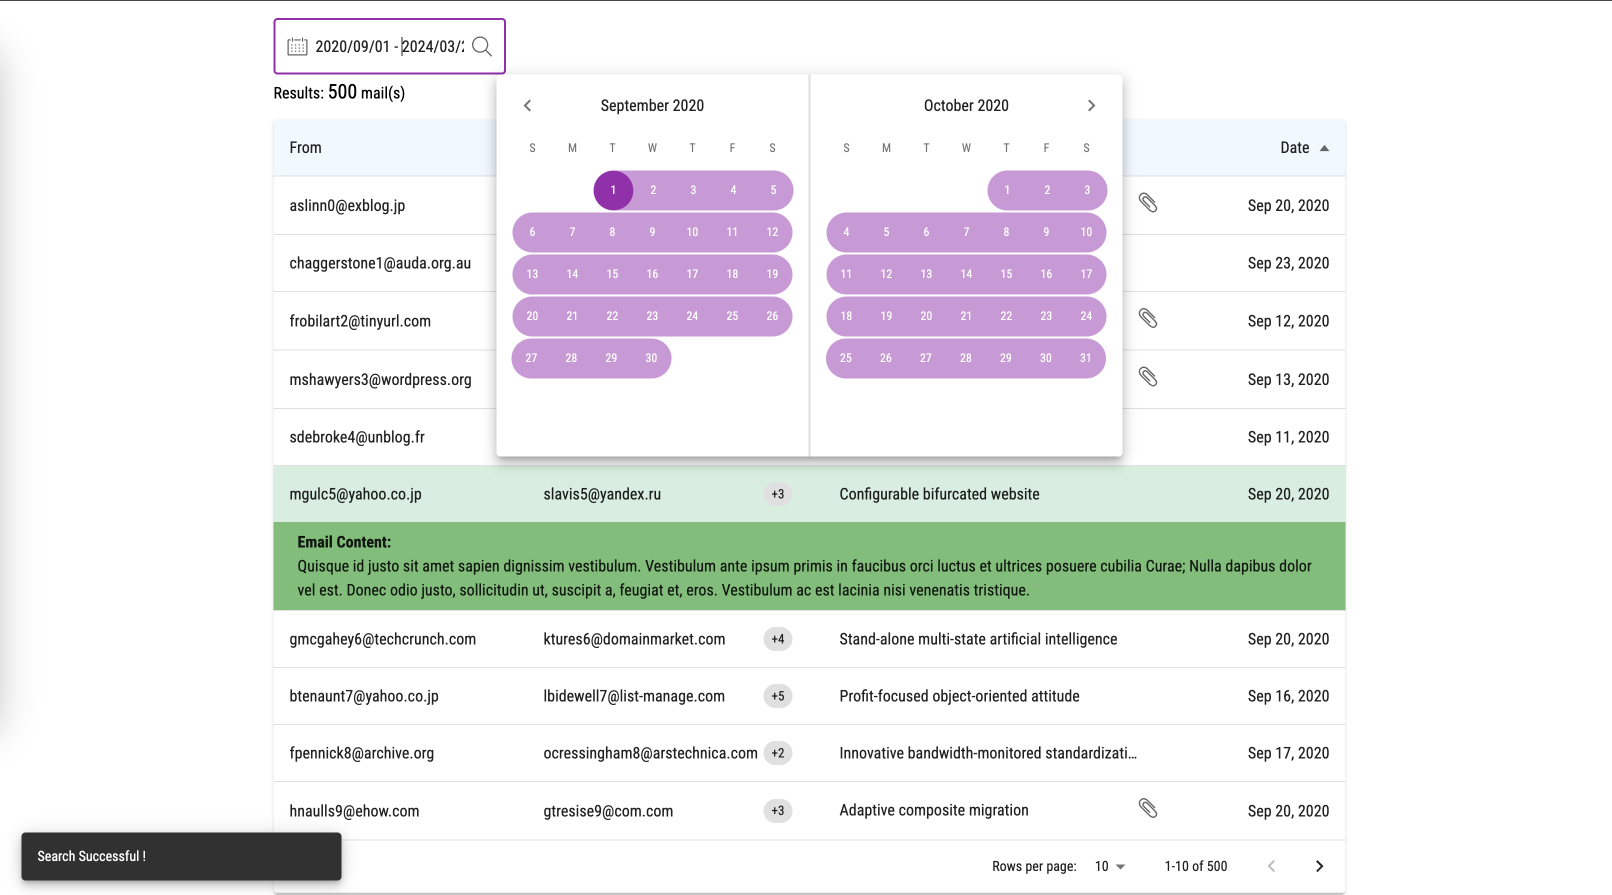 2020/09/01 - 2024/03/
Results: 500 mail(s)
September 2020
October 2020
S M T W T F S
S M T W T F S
1 2 3 4 5
1 2 3
6 7 8 9 10 11 12
4 5 6 7 8 9 10
13 14 15 16 17 18 19
11 12 13 14 15 16 17
20 21 22 23 24 25 26
18 19 20 21 22 23 24
27 28 29 30
25 26 27 28 29 30 31
From Date
aslinn0@exblog.jp Sep 20, 2020
chaggerstone1@auda.org.au Sep 23, 2020
frobilart2@tinyurl.com Sep 12, 2020
mshawyers3@wordpress.org Sep 13, 2020
sdebroke4@unblog.fr Sep 11, 2020
mgulc5@yahoo.co.jp slavis5@yandex.ru +3 Configurable bifurcated website Sep 20, 2020
Email Content:
Quisque id justo sit amet sapien dignissim vestibulum. Vestibulum ante ipsum primis in faucibus orci luctus et ultrices posuere cubilia Curae; Nulla dapibus dolor
vel est. Donec odio justo, sollicitudin ut, suscipit a, feugiat et, eros. Vestibulum ac est lacinia nisi venenatis tristique.
gmcgahey6@techcrunch.com ktures6@domainmarket.com +4 Stand-alone multi-state artificial intelligence Sep 20, 2020
btenaunt7@yahoo.co.jp lbidewell7@list-manage.com +5 Profit-focused object-oriented attitude Sep 16, 2020
fpennick8@archive.org ocressingham8@arstechnica.com +2 Innovative bandwidth-monitored standardizati... Sep 17, 2020
hnaulls9@ehow.com gtresise9@com.com +3 Adaptive composite migration Sep 20, 2020
Search Successful !
Rows per page: 10 1-10 of 500